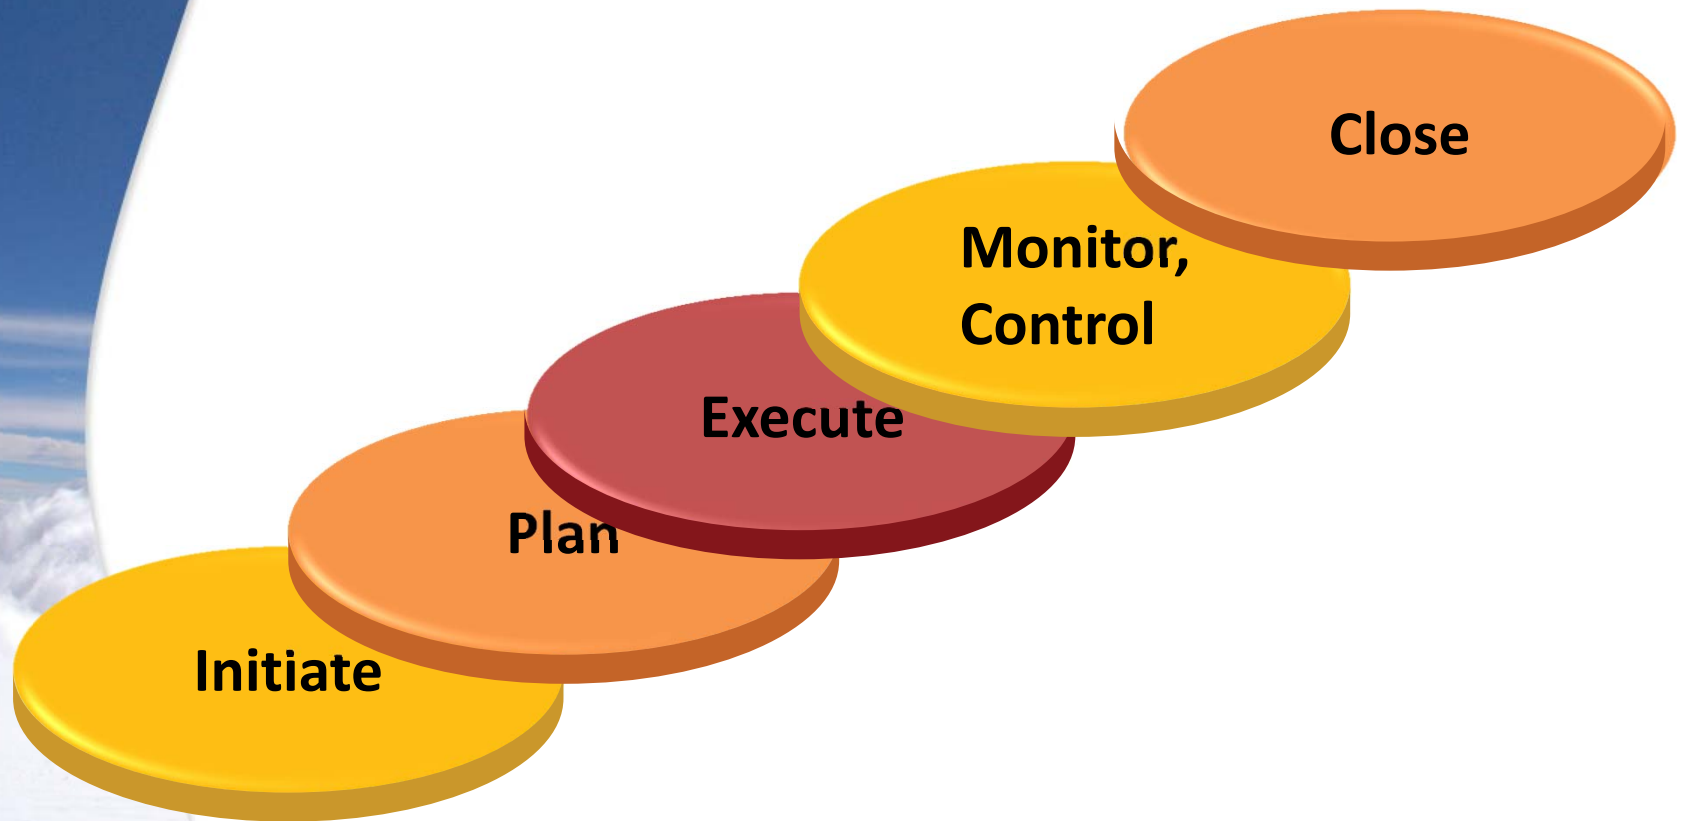 Close
Monitor,
Control
Execute
Plan
Initiate